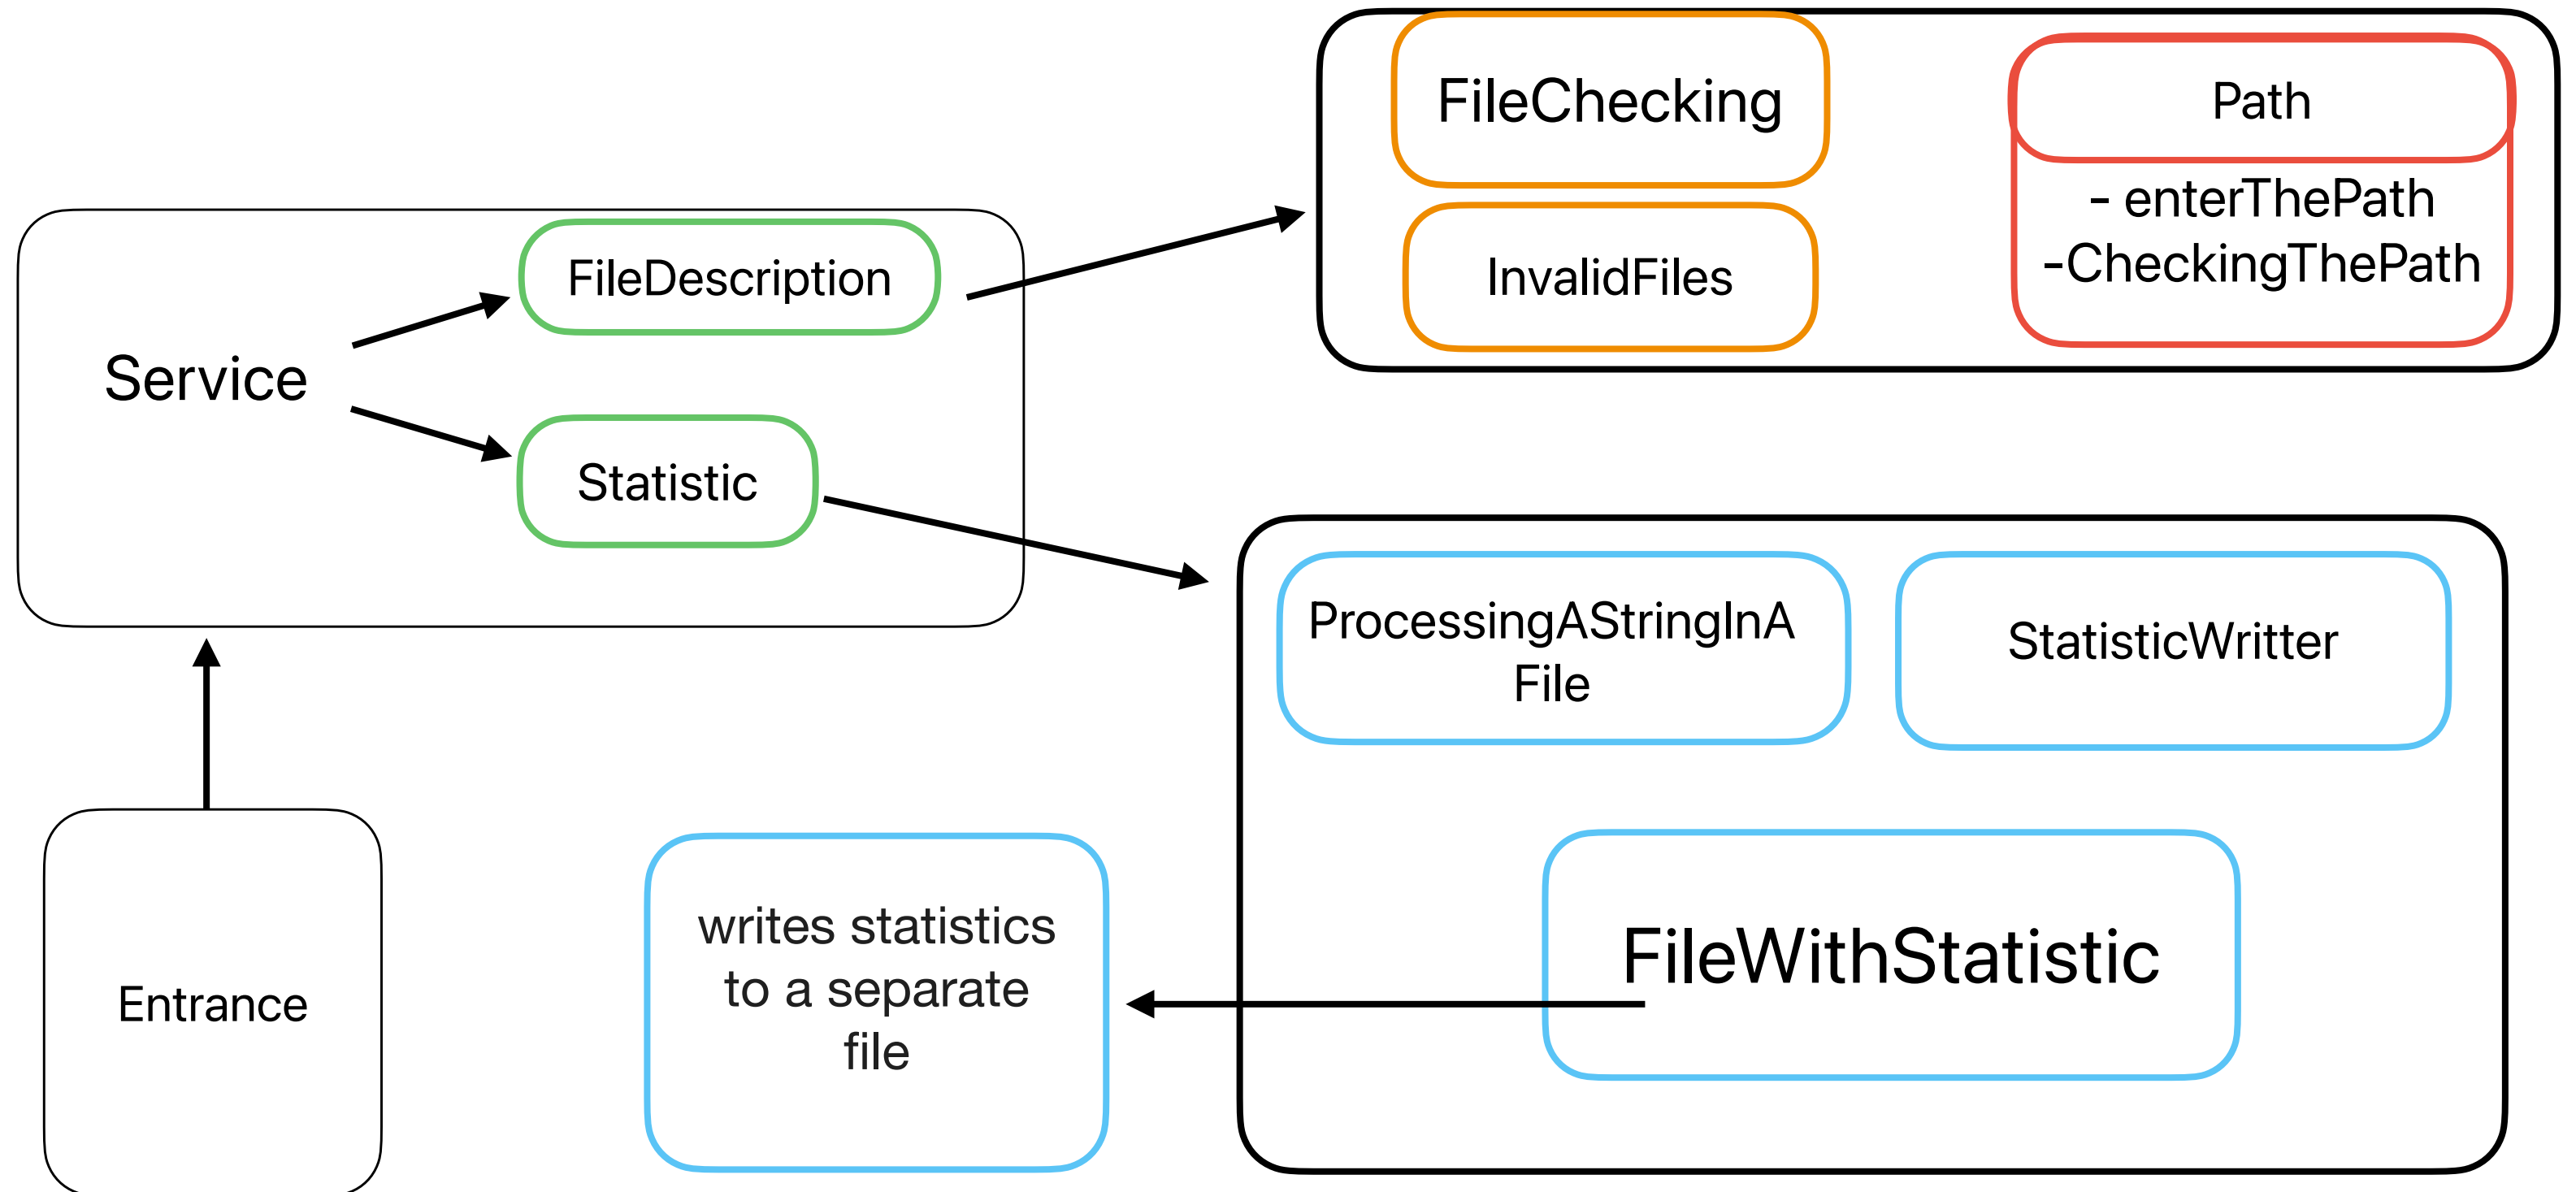 FileChecking
Path
- enterThePath
-CheckingThePath
InvalidFiles
FileDescription
Service
Statistic
ProcessingAStringInA
File
StatisticWritter
FileWithStatistic
writes statistics
to a separate
file
Entrance